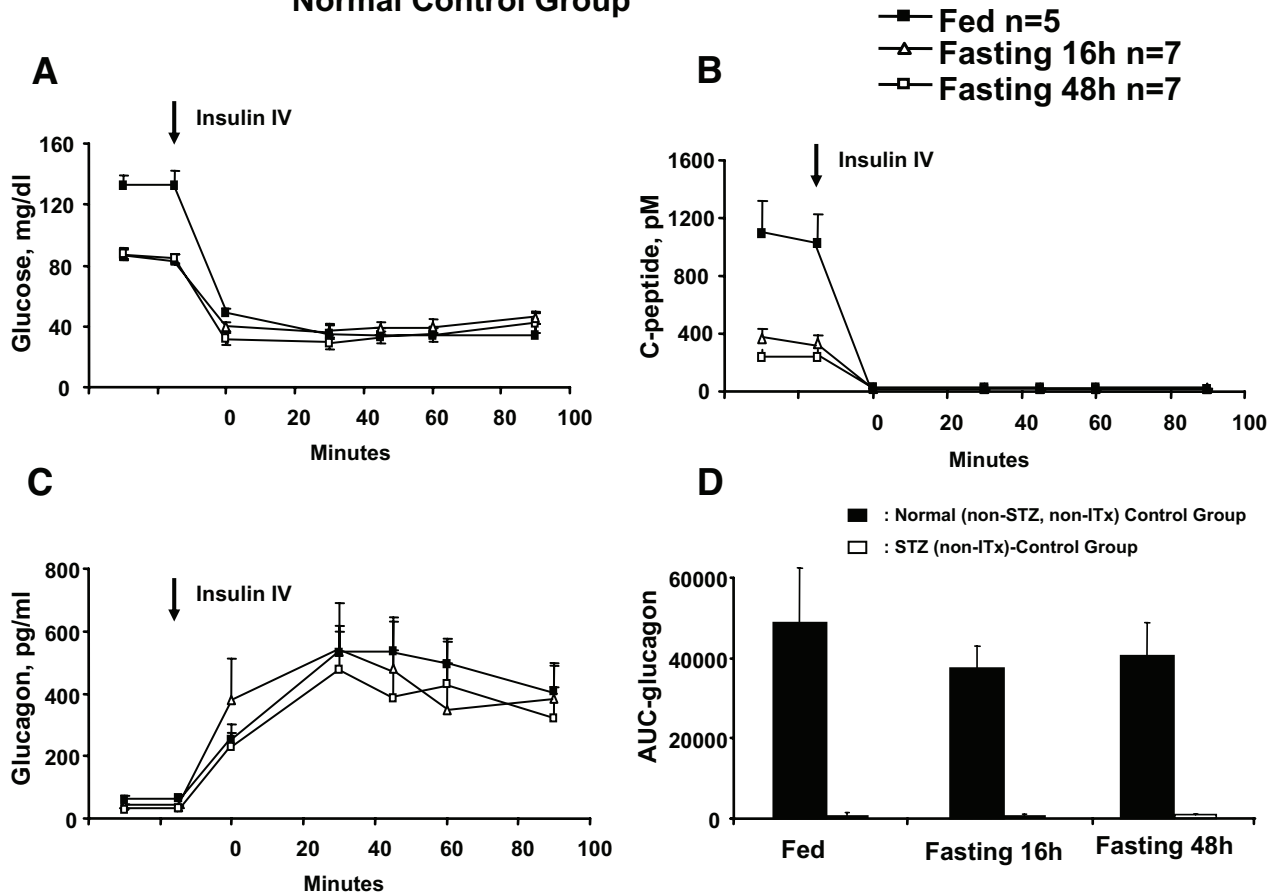 Normal Control Group
Fed n=5
Fasting 16h n=7
Fasting 48h n=7
A
Insulin IV
160
120
80
40
0
Glucose, mg/dl
0 20 40 60 80 100
Minutes
B
Insulin IV
1600
1200
800
400
0
C-peptide, pM
0 20 40 60 80 100
Minutes
C
Insulin IV
800
600
400
200
0
Glucagon, pg/ml
0 20 40 60 80 100
Minutes
D
: Normal (non-STZ, non-ITx) Control Group
: STZ (non-ITx)-Control Group
60000
40000
20000
0
AUC-glucagon
Fed Fasting 16h Fasting 48h